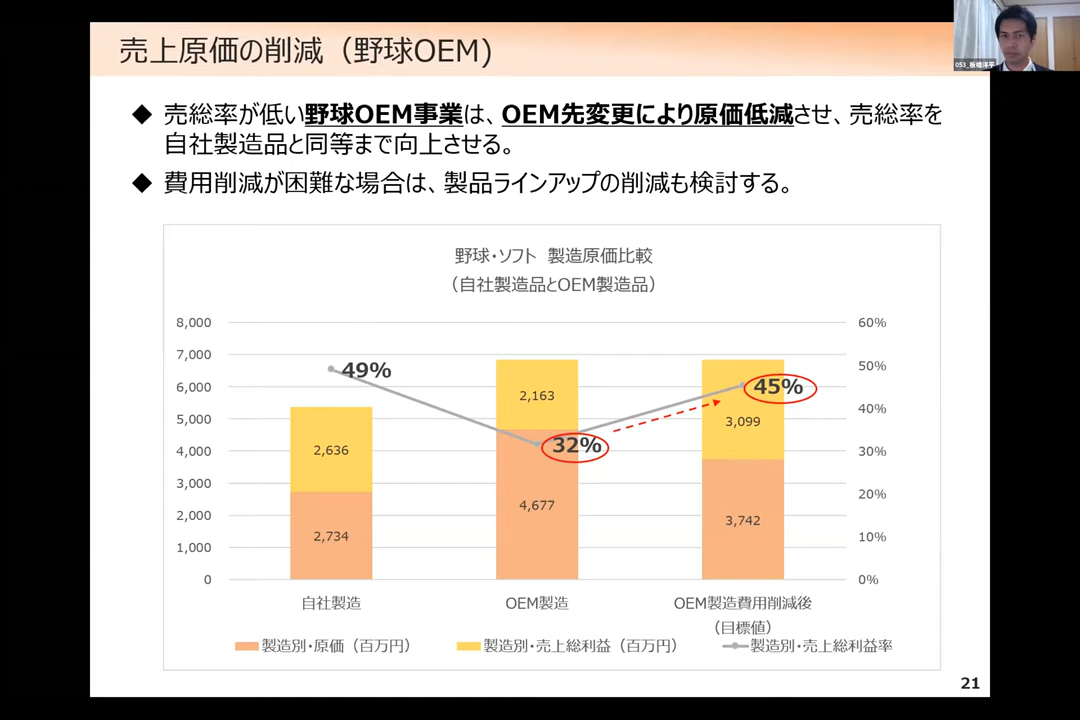 売上原価の削減（野球OEM)
053_板橋洋平
◆ 売総率が低い野球OEM事業は、OEM先変更により原価低減させ、売総率を
自社製造品と同等まで向上させる。
◆ 費用削減が困難な場合は、製品ラインアップの削減も検討する。
野球・ソフト 製造原価比較
（自社製造品とOEM製造品）
8,000
7,000
6,000
5,000
4,000
3,000
2,000
1,000
0
60%
50%
40%
30%
20%
10%
0%
49%
32%
45%
2,636
2,734
2,163
4,677
3,099
3,742
自社製造
OEM製造
OEM製造費用削減後
（目標値）
製造別・原価（百万円）
製造別・売上総利益（百万円）
製造別・売上総利益率
21